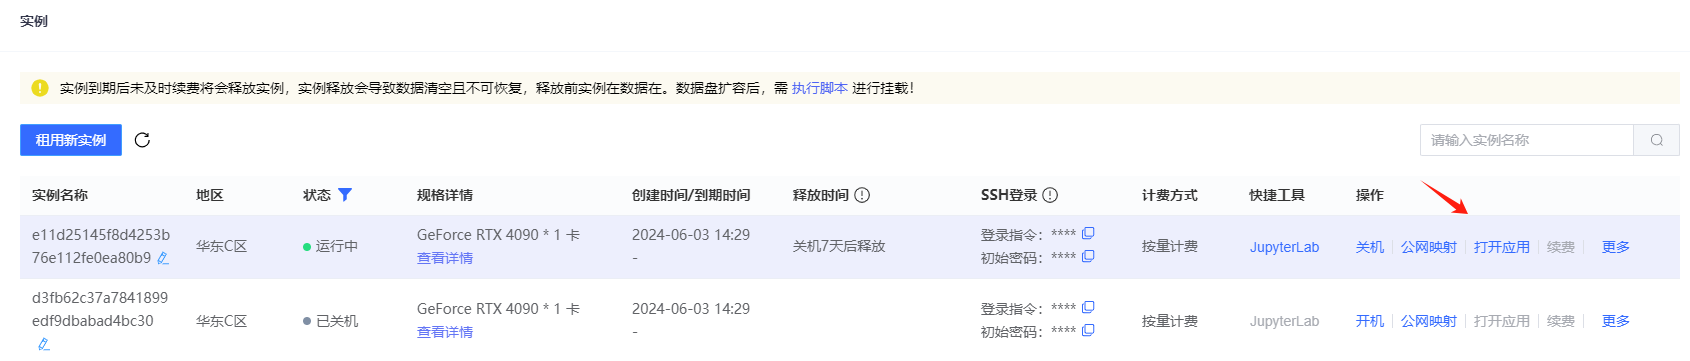 实例
实例到期后未及时续费将会释放实例，实例释放会导致数据清空且不可恢复，释放前实例在数据在。数据盘扩容后，需 执行脚本 进行挂载！
租用新实例
请输入实例名称
实例名称 地区 状态 规格详情 创建时间/到期时间 释放时间 SSH登录 计费方式 快捷工具 操作
e11d25145f8d4253b
76e112fe0ea80b9
华东C区
运行中
GeForce RTX 4090 * 1 卡
查看详情
2024-06-03 14:29
-
关机7天后释放
登录指令：****
初始密码：****
按量计费
JupyterLab
关机 公网映射 打开应用 续费 更多
d3fb62c37a7841899
edf9dbabad4bc30
华东C区
已关机
GeForce RTX 4090 * 1 卡
查看详情
2024-06-03 14:29
-
登录指令：****
初始密码：****
按量计费
JupyterLab
开机 公网映射 打开应用 续费 更多